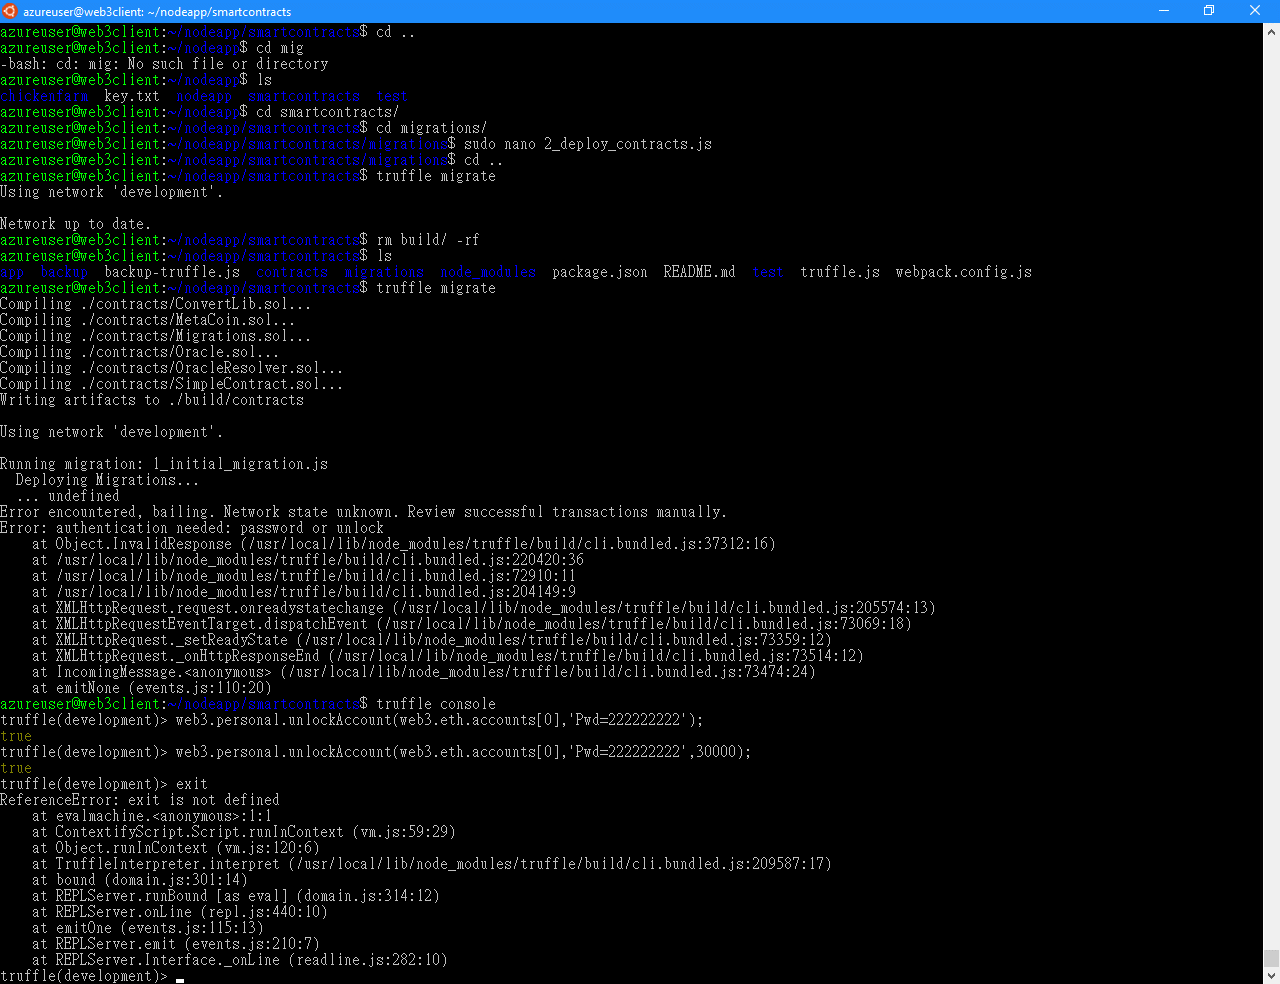 azureuser@web3client: ~/nodeapp/smartcontracts
azureuser@web3client:~/nodeapp/smartcontracts$ cd ..
azureuser@web3client:~/nodeapp$ cd mig
-bash: cd: mig: No such file or directory
azureuser@web3client:~/nodeapp$ ls
chickenfarm  key.txt  nodeapp  smartcontracts  test
azureuser@web3client:~/nodeapp$ cd smartcontracts/
azureuser@web3client:~/nodeapp/smartcontracts$ cd migrations/
azureuser@web3client:~/nodeapp/smartcontracts/migrations$ sudo nano 2_deploy_contracts.js
azureuser@web3client:~/nodeapp/smartcontracts/migrations$ cd ..
azureuser@web3client:~/nodeapp/smartcontracts$ truffle migrate
Using network 'development'.
Network up to date.
azureuser@web3client:~/nodeapp/smartcontracts$ rm build/ -rf
azureuser@web3client:~/nodeapp/smartcontracts$ ls
app  backup  backup-truffle.js  contracts  migrations  node_modules  package.json  README.md  test  truffle.js  webpack.config.js
azureuser@web3client:~/nodeapp/smartcontracts$ truffle migrate
Compiling ./contracts/ConvertLib.sol...
Compiling ./contracts/MetaCoin.sol...
Compiling ./contracts/Migrations.sol...
Compiling ./contracts/Oracle.sol...
Compiling ./contracts/OracleResolver.sol...
Compiling ./contracts/SimpleContract.sol...
Writing artifacts to ./build/contracts
Using network 'development'.
Running migration: 1_initial_migration.js
  Deploying Migrations...
  ... undefined
Error encountered, bailing. Network state unknown. Review successful transactions manually.
Error: authentication needed: password or unlock
    at Object.InvalidResponse (/usr/local/lib/node_modules/truffle/build/cli.bundled.js:37312:16)
    at /usr/local/lib/node_modules/truffle/build/cli.bundled.js:220420:36
    at /usr/local/lib/node_modules/truffle/build/cli.bundled.js:72910:11
    at /usr/local/lib/node_modules/truffle/build/cli.bundled.js:204149:9
    at XMLHttpRequest.request.onreadystatechange (/usr/local/lib/node_modules/truffle/build/cli.bundled.js:205574:13)
    at XMLHttpRequestEventTarget.dispatchEvent (/usr/local/lib/node_modules/truffle/build/cli.bundled.js:73069:18)
    at XMLHttpRequest._setReadyState (/usr/local/lib/node_modules/truffle/build/cli.bundled.js:73359:12)
    at XMLHttpRequest._onHttpResponseEnd (/usr/local/lib/node_modules/truffle/build/cli.bundled.js:73514:12)
    at IncomingMessage.<anonymous> (/usr/local/lib/node_modules/truffle/build/cli.bundled.js:73474:24)
    at emitNone (events.js:110:20)
azureuser@web3client:~/nodeapp/smartcontracts$ truffle console
truffle(development)> web3.personal.unlockAccount(web3.eth.accounts[0],'Pwd=222222222');
true
truffle(development)> web3.personal.unlockAccount(web3.eth.accounts[0],'Pwd=222222222',30000);
true
truffle(development)> exit
ReferenceError: exit is not defined
    at evalmachine.<anonymous>:1:1
    at ContextifyScript.Script.runInContext (vm.js:59:29)
    at Object.runInContext (vm.js:120:6)
    at TruffleInterpreter.interpret (/usr/local/lib/node_modules/truffle/build/cli.bundled.js:209587:17)
    at bound (domain.js:301:14)
    at REPLServer.runBound [as eval] (domain.js:314:12)
    at REPLServer.onLine (repl.js:440:10)
    at emitOne (events.js:115:13)
    at REPLServer.emit (events.js:210:7)
    at REPLServer.Interface._onLine (readline.js:282:10)
truffle(development)>